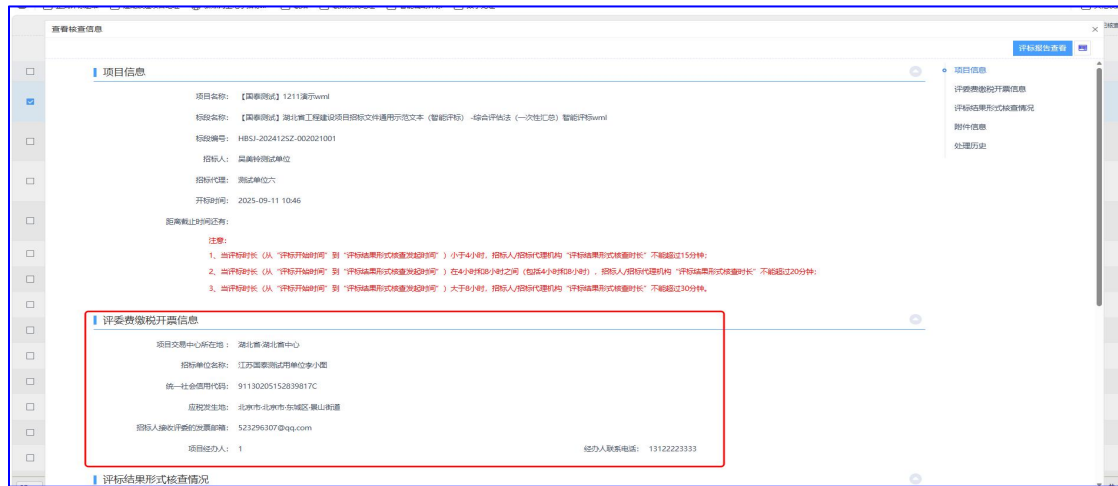 查看核查信息
×
评标报告查看
项目信息
项目名称： 【国泰测试】1211演示wml
标段名称： 【国泰测试】湖北省工程建设项目招标文件通用示范文本（智能评标）-综合评估法（一次性汇总）智能评标wml
标段编号： HBSJ-202412SZ-002021001
招标人： 吴美铃测试单位
招标代理： 测试单位六
开标时间： 2025-09-11 10:46
距离截止时间还有：
注意：
1、当评标时长（从“评标开始时间”到“评标结果形式核查发起时间”）小于4小时，招标人/招标代理机构“评标结果形式核查时长”不能超过15分钟；
2、当评标时长（从“评标开始时间”到“评标结果形式核查发起时间”）在4小时和8小时之间（包括4小时和8小时），招标人/招标代理机构“评标结果形式核查时长”不能超过20分钟；
3、当评标时长（从“评标开始时间”到“评标结果形式核查发起时间”）大于8小时，招标人/招标代理机构“评标结果形式核查时长”不能超过30分钟。
评委费缴税开票信息
项目交易中心所在地： 湖北省·湖北省中心
招标单位名称： 江苏国泰测试用单位李小图
统一社会信用代码： 91130205152839817C
应税发生地： 北京市·北京市·东城区·景山街道
招标人接收评委的发票邮箱： 523296307@qq.com
项目经办人： 1 经办人联系电话： 13122223333
评标结果形式核查情况
项目信息
评委费缴税开票信息
评标结果形式核查情况
附件信息
处理历史